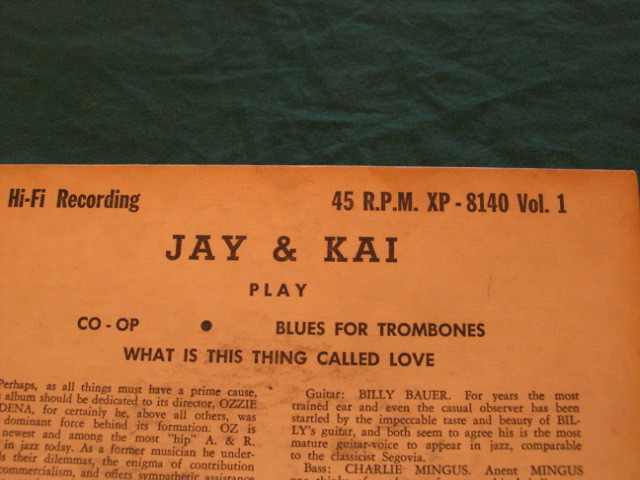 Hi-Fi Recording 45 R.P.M. XP - 8140 Vol. 1
JAY & KAI
PLAY
CO - OP ● BLUES FOR TROMBONES
WHAT IS THIS THING CALLED LOVE
Perhaps, as all things must have a prime cause,
album should be dedicated to its director, OZZIE
DENA, for certainly he, above all others, was
dominant force behind its formation. OZ is
newest and among the most "hip" A. & R.
in jazz today. As a former musician he under-
ds their dilemmas, the enigma of contribution
commercialism, and offers sympathetic assistance
Guitar: BILLY BAUER. For years the most
trained ear and even the casual observer has been
startled by the impeccable taste and beauty of BIL-
LY'S guitar, and both seem to agree his is the most
mature guitar-voice to appear in jazz, comparable
to the classicist Segovia.
Bass: CHARLIE MINGUS. Anent MINGUS